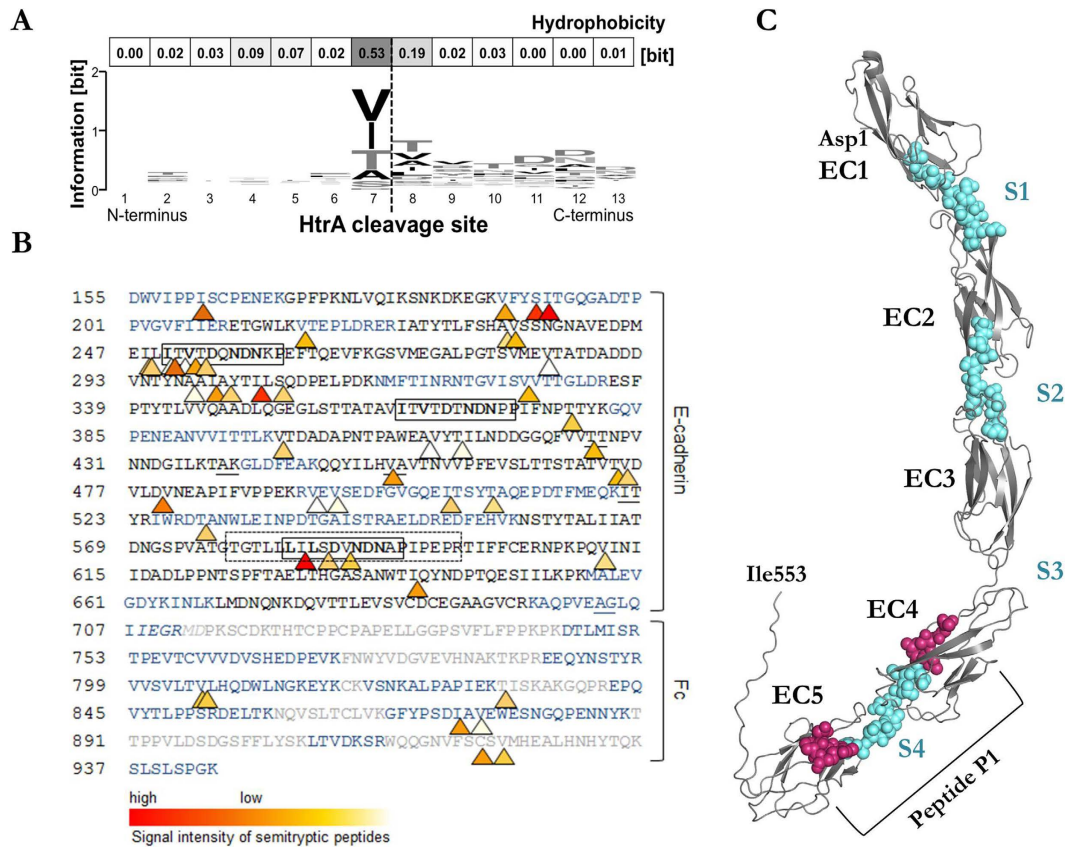 A
Hydrophobicity
0.00 0.02 0.03 0.09 0.07 0.02 0.53 0.19 0.02 0.03 0.00 0.00 0.01 [bit]
Information [bit]
2
1
0
V
I
T
A
S
T
V
A
1 2 3 4 5 6 7 8 9 10 11 12 13
N-terminus HtrA cleavage site C-terminus
B
155 DWVIPPISCPENEKGPFPKNLVQIKSNKDKEGKVFYSITGQGADTP
201 PVGVFIIERETGWLKVTEPLDRERIATYTLFSHAVSSNGNAVEDPM
247 EILITVTDQNDNKPEFTQEVFKGSVMEGALPGTSVMEVTATDADDD
293 VNTYNAAIAYTILSQDPELPDKNMFTINRNTGVISVVTTGLDRESF
339 PTYTLVVQAADLQGEGLSTTATAVITVTDTNDNPPIFNPTTYKGQV
385 PENEANVVITTLKVTDADAPNTPAWEAVYTILNDDGGQFVVTTNPV
431 NNDGILKTAKGLDFEAKQQYILHVAVTNVVPFEVSLTTSTATVTVD
477 VLDVNEAPIFVPPEKRVEVSEDFGVGQEITSYTAQEPDTFMEQKIT
523 YRIWRDTANWLEINPDTGAISTRAELDREDFEHVKNSTYTALIIAT
569 DNGSPVATGTGTLLLILSDVNDNAPIPEPRTIFFCERNPKPQVINI
615 IDADLPPNTSPFTAELTHGASANWTIQYNDPTQESIILKPKMALEV
661 GDYKINLKLMDNQNKDQVTTLEVSVCDCEGAAGVCRKAQPVEAGLQ
707 IIEGRMDPKSCDKTHTCPPCPAPELLGGPSVFLFPPKPKDTLMISR
753 TPEVTCVVVDVSHEDPEVKFNWYVDGVEVHNAKTKPREEQYNSTYR
799 VVSVLTVLHQDWLNGKEYKCKVSNKALPAPIEKTISKAKGQPREPQ
845 VYTLPPSRDELTKNQVSLTCLVKGFYPSDIAVEWESNGQPENNYKT
891 TPPVLDSDGSFFLYSKLTVDKSRWQQGNVFSCSVMHEALHNHYTQK
937 SLSLSPGK
E-cadherin
Fc
high low
Signal intensity of semitryptic peptides
C
Asp1
EC1
S1
EC2
S2
EC3
S3
Ile553
EC4
EC5
S4
Peptide P1